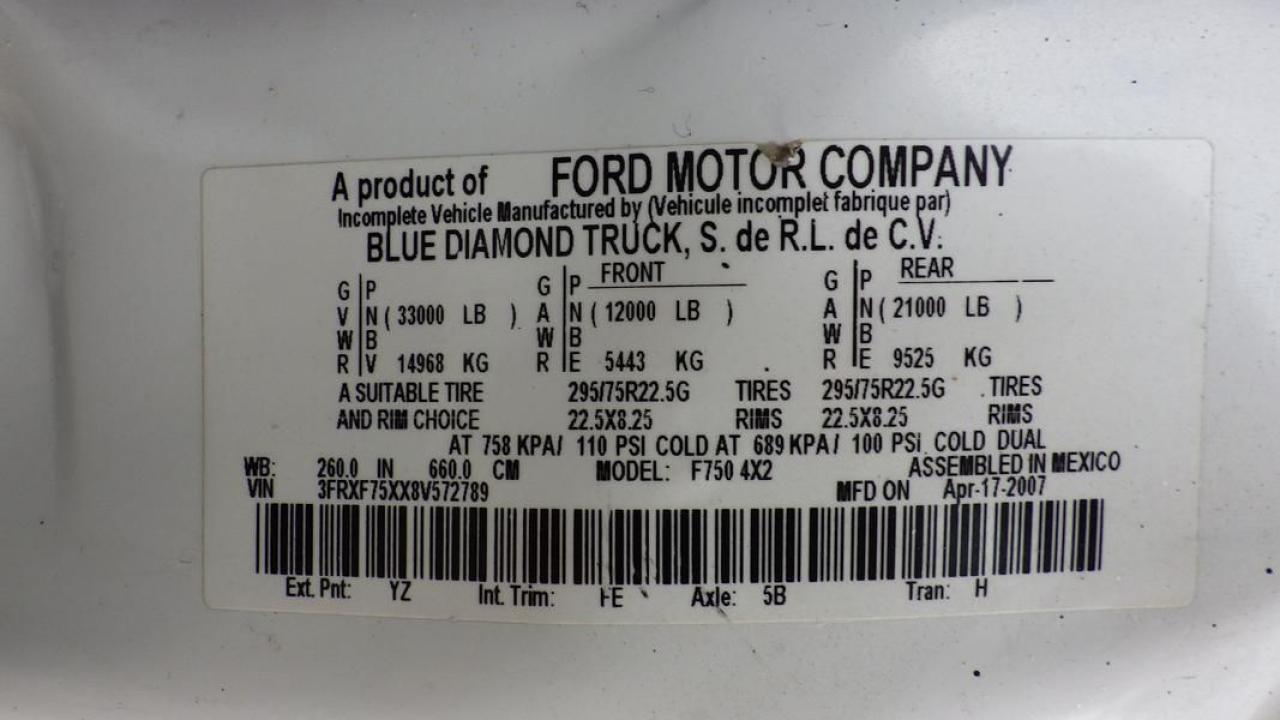 A product of FORD MOTOR COMPANY
Incomplete Vehicle Manufactured by (Vehicule incomplet fabrique par)
BLUE DIAMOND TRUCK, S. de R.L. de C.V.
G P G P FRONT G P REAR
V N ( 33000 LB ) A N ( 12000 LB ) A N ( 21000 LB )
W B W B W B
R V 14968 KG R E 5443 KG R E 9525 KG
A SUITABLE TIRE 295/75R22.5G TIRES 295/75R22.5G TIRES
AND RIM CHOICE 22.5X8.25 RIMS 22.5X8.25 RIMS
AT 758 KPA/ 110 PSI COLD AT 689 KPA/ 100 PSI COLD DUAL
WB: 260.0 IN 660.0 CM MODEL: F750 4X2 ASSEMBLED IN MEXICO
VIN 3FRXF75XX8V572789 MFD ON Apr-17-2007
Ext. Pnt: YZ Int. Trim: Axle: 5B Tran: H